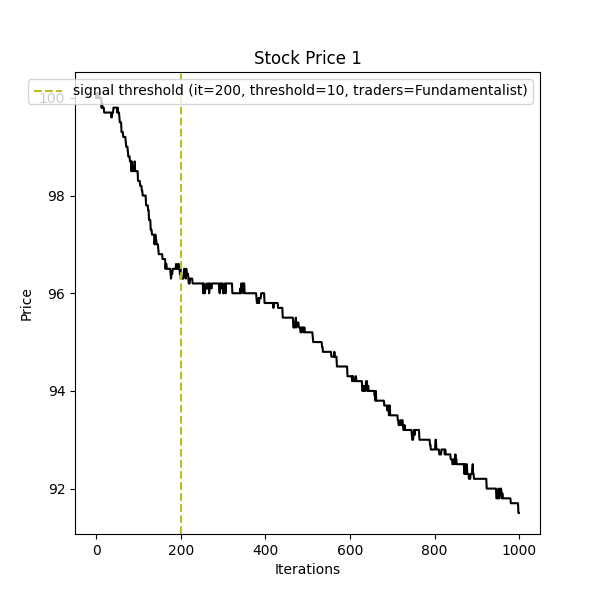 Stock Price 1
signal threshold (it=200, threshold=10, traders=Fundamentalist)
100
98
96
94
92
Price
0 200 400 600 800 1000
Iterations